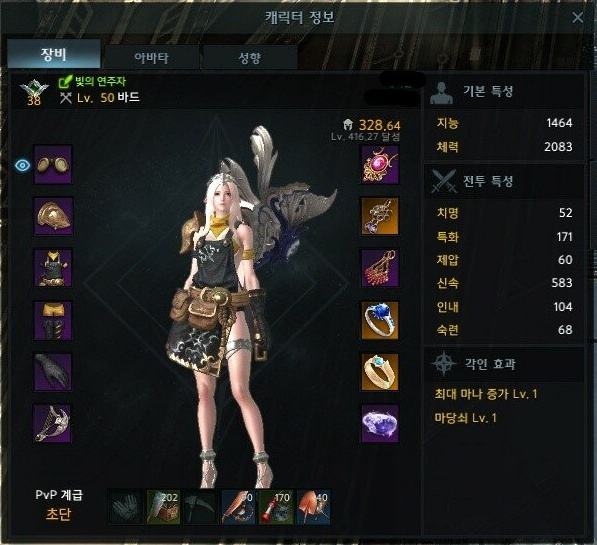 캐릭터 정보
장비
아바타
성향
38
빛의 연주자
Lv. 50 바드
328.64
Lv. 416.27 달성
기본 특성
지능 1464
체력 2083
전투 특성
치명 52
특화 171
제압 60
신속 583
인내 104
숙련 68
각인 효과
최대 마나 증가 Lv. 1
마당쇠 Lv. 1
PvP 계급
초단
202
170
40